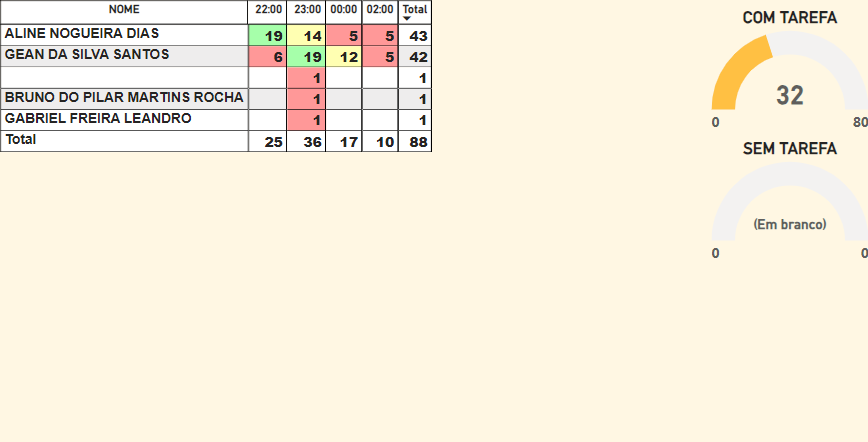 NOME 22:00 23:00 00:00 02:00 Total
ALINE NOGUEIRA DIAS 19 14 5 5 43
GEAN DA SILVA SANTOS 6 19 12 5 42
1 1
BRUNO DO PILAR MARTINS ROCHA 1 1
GABRIEL FREIRA LEANDRO 1 1
Total 25 36 17 10 88
COM TAREFA
32
0 80
SEM TAREFA
(Em branco)
0 0